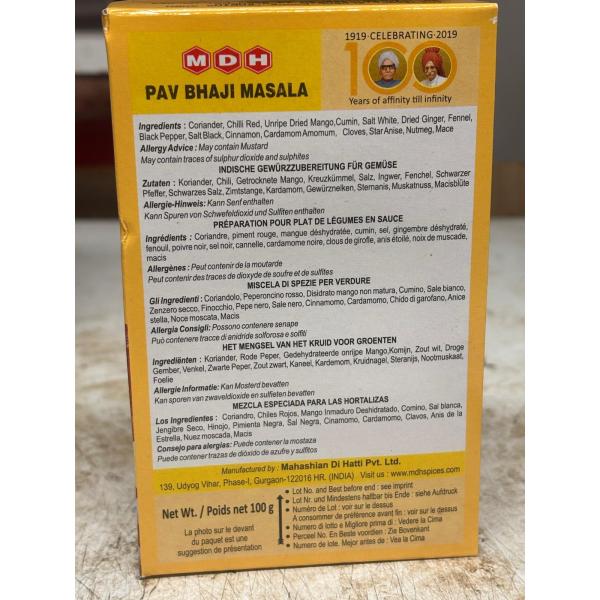 1919·CELEBRATING·2019
MDH
100
PAV BHAJI MASALA
Years of affinity till infinity
Ingredients : Coriander, Chilli Red, Unripe Dried Mango,Cumin, Salt White, Dried Ginger, Fennel,
Black Pepper, Salt Black, Cinnamon, Cardamom Amomum, Cloves, Star Anise, Nutmeg, Mace
Allergy Advice : May contain Mustard
May contain traces of sulphur dioxide and sulphites
INDISCHE GEWÜRZZUBEREITUNG FÜR GEMÜSE
Zutaten : Koriander, Chili, Getrocknete Mango, Kreuzkümmel, Salz, Ingwer, Fenchel, Schwarzer
Pfeffer, Schwarzes Salz, Zimtstange, Kardamom, Gewürznelken, Sternanis, Muskatnuss, Macisblüte
Allergie-Hinweis: Kann Senf enthalten
Kann Spuren von Schwefeldioxid und Sulfiten enthalten
PRÉPARATION POUR PLAT DE LÉGUMES EN SAUCE
Ingrédients : Coriandre, piment rouge, mangue déshydratée, cumin, sel, gingembre déshydraté,
fenouil, poivre noir, sel noir, cannelle, cardamome noire, clous de girofle, anis étoilé, noix de muscade,
macis
Allergènes : Peut contenir de la moutarde
Peut contenir des traces de dioxyde de soufre et de sulfites
MISCELA DI SPEZIE PER VERDURE
Gli Ingredienti : Coriandolo, Peperoncino rosso, Disidrato mango non matura, Cumino, Sale bianco,
Zenzero secco, Finocchio, Pepe nero, Sale nero, Cinnamomo, Cardamomo, Chido di garofano, Anice
stella, Noce moscata, Macis
Allergia Consigli: Possono contenere senape
Può contenere tracce di anidride solforosa e solfiti
HET MENGSEL VAN HET KRUID VOOR GROENTEN
Ingrediënten : Koriander, Rode Peper, Gedehydrateerde onrijpe Mango,Komijn, Zout wit, Droge
Gember, Venkel, Zwarte Peper, Zout zwart, Kaneel, Kardemom, Kruidnagel, Steranijs, Nootmuskaat,
Foelie
Allergie Informatie: Kan Mosterd bevatten
Kan sporen van zwaveldioxide en sulfieten bevatten
MEZCLA ESPECIADA PARA LAS HORTALIZAS
Los Ingredientes : Coriandro, Chiles Rojos, Mango Inmaduro Deshidratado, Comino, Sal blanca,
Jengibre Seco, Hinojo, Pimienta Negra, Sal Negra, Cinamomo, Cardamomo, Clavos, Anis de la
Estrella, Nuez moscada, Macis
Consejo para alergias: Puede contener la mostaza
Puede contener trazas de dióxido de azufre y sulfitos
Manufactured by : Mahashian Di Hatti Pvt. Ltd.
139, Udyog Vihar, Phase-I, Gurgaon-122016 HR. (INDIA) Visit us : www.mdhspices.com
Net Wt. / Poids net 100 g
La photo sur le devant
du paquet est une
suggestion de présentation
• Lot No. and Best before end : see imprint
• Lot Nr. und Mindestens haltbar bis Ende : siehe Aufdruck
• Numéro de Lot : voir sur le dessus
A consommer de préférence avant fin : voir sur le dessus
• Numero di lotto e Migliore prima di : Vedere la Cima
• Perceel No. En Beste voordien : Zie Bovenkant
• Numero de lote. Mejor antes de : Vea la Cima